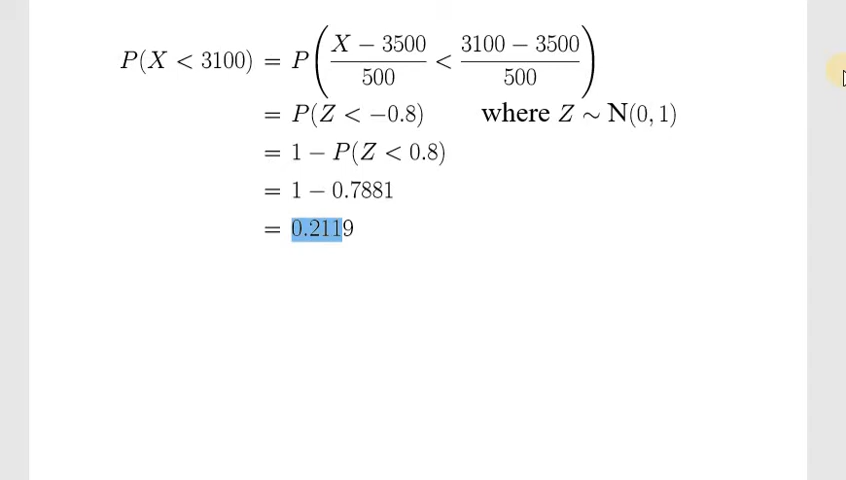 P(X < 3100) = P( (X − 3500)/500 < (3100 − 3500)/500 )
= P(Z < −0.8) where Z ∼ N(0, 1)
= 1 − P(Z < 0.8)
= 1 − 0.7881
= 0.2119